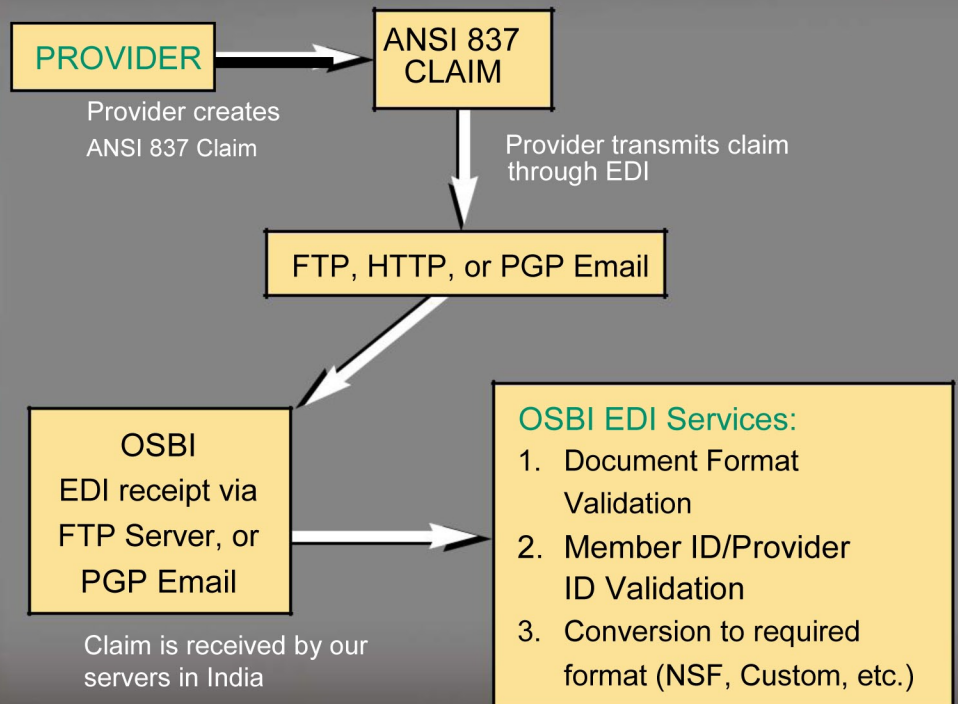 PROVIDER
ANSI 837
CLAIM
Provider creates
ANSI 837 Claim
Provider transmits claim
through EDI
FTP, HTTP, or PGP Email
OSBI
EDI receipt via
FTP Server, or
PGP Email
Claim is received by our
servers in India
OSBI EDI Services:
1. Document Format
Validation
2. Member ID/Provider
ID Validation
3. Conversion to required
format (NSF, Custom, etc.)